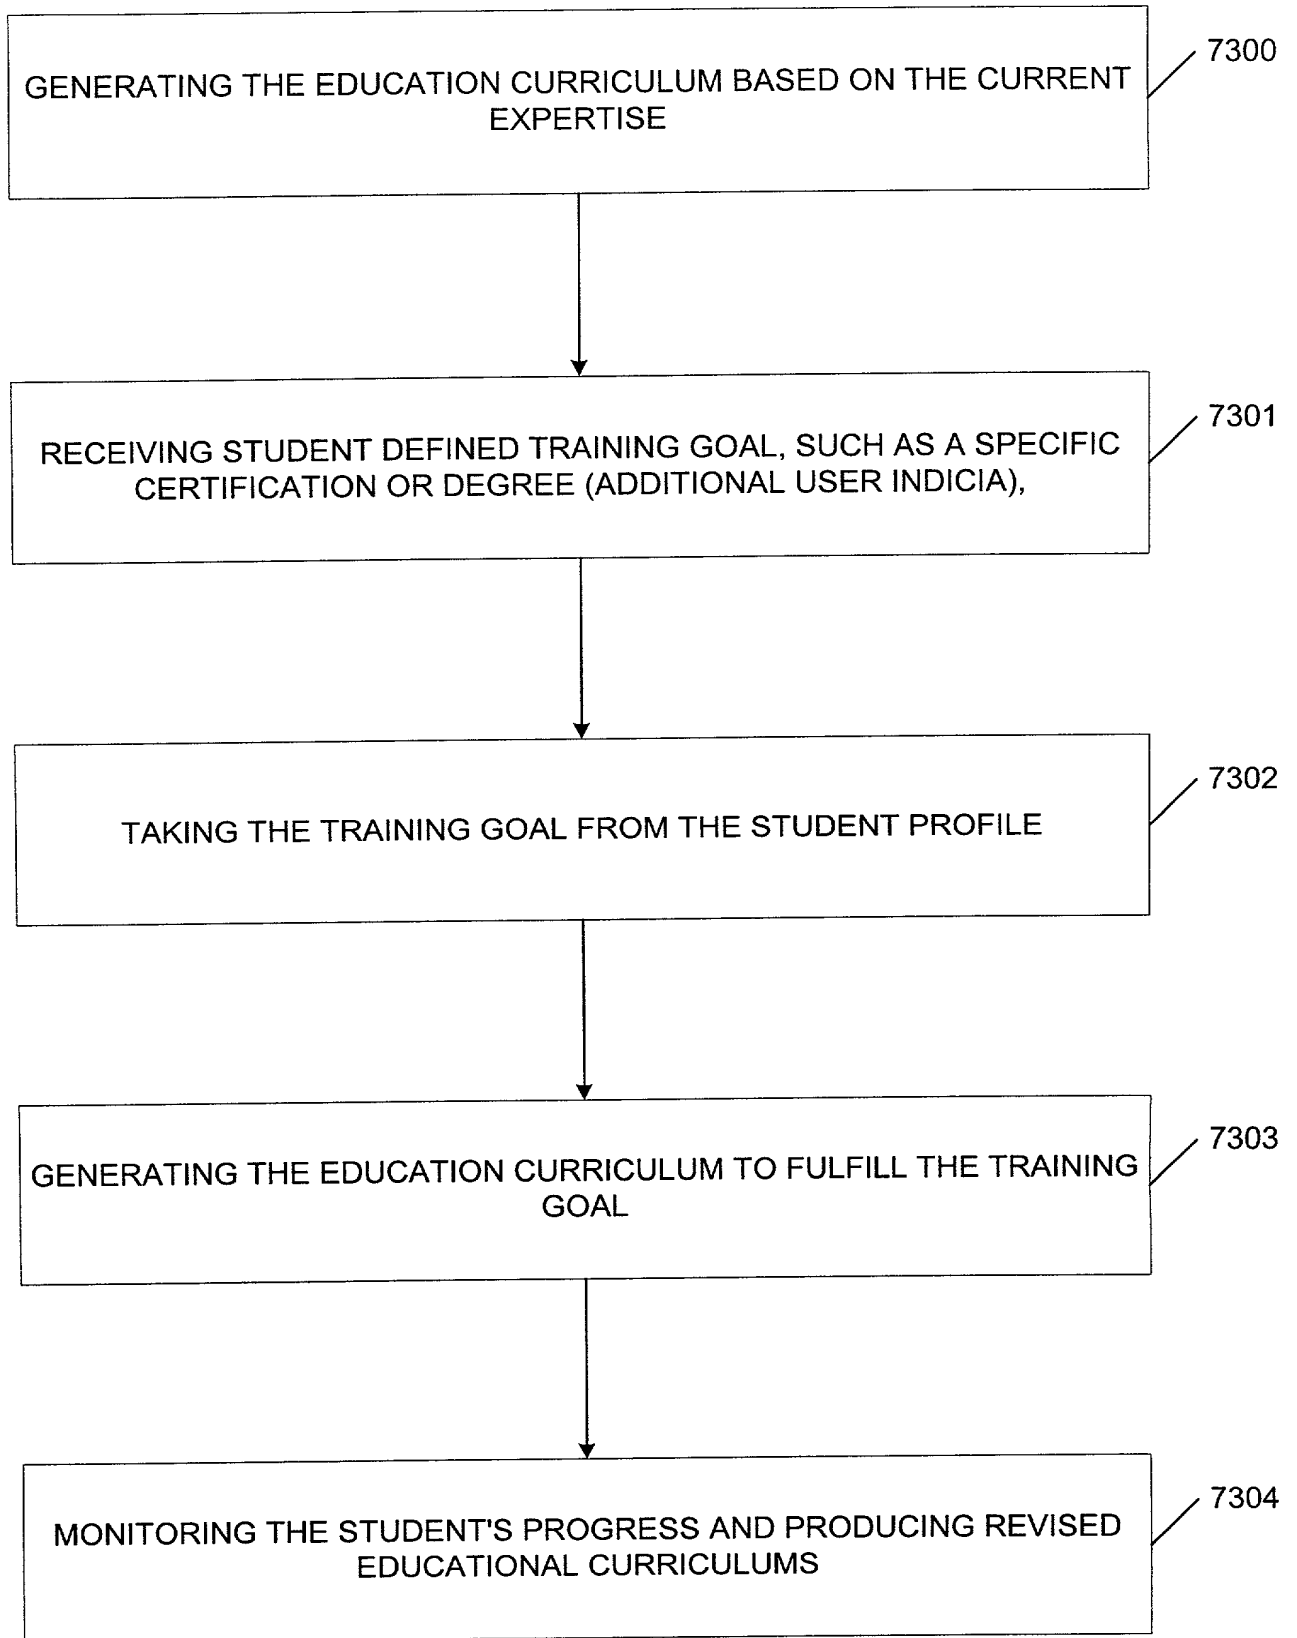 GENERATING THE EDUCATION CURRICULUM BASED ON THE CURRENT
EXPERTISE
7300
RECEIVING STUDENT DEFINED TRAINING GOAL, SUCH AS A SPECIFIC
CERTIFICATION OR DEGREE (ADDITIONAL USER INDICIA),
7301
TAKING THE TRAINING GOAL FROM THE STUDENT PROFILE
7302
GENERATING THE EDUCATION CURRICULUM TO FULFILL THE TRAINING
GOAL
7303
MONITORING THE STUDENT'S PROGRESS AND PRODUCING REVISED
EDUCATIONAL CURRICULUMS
7304